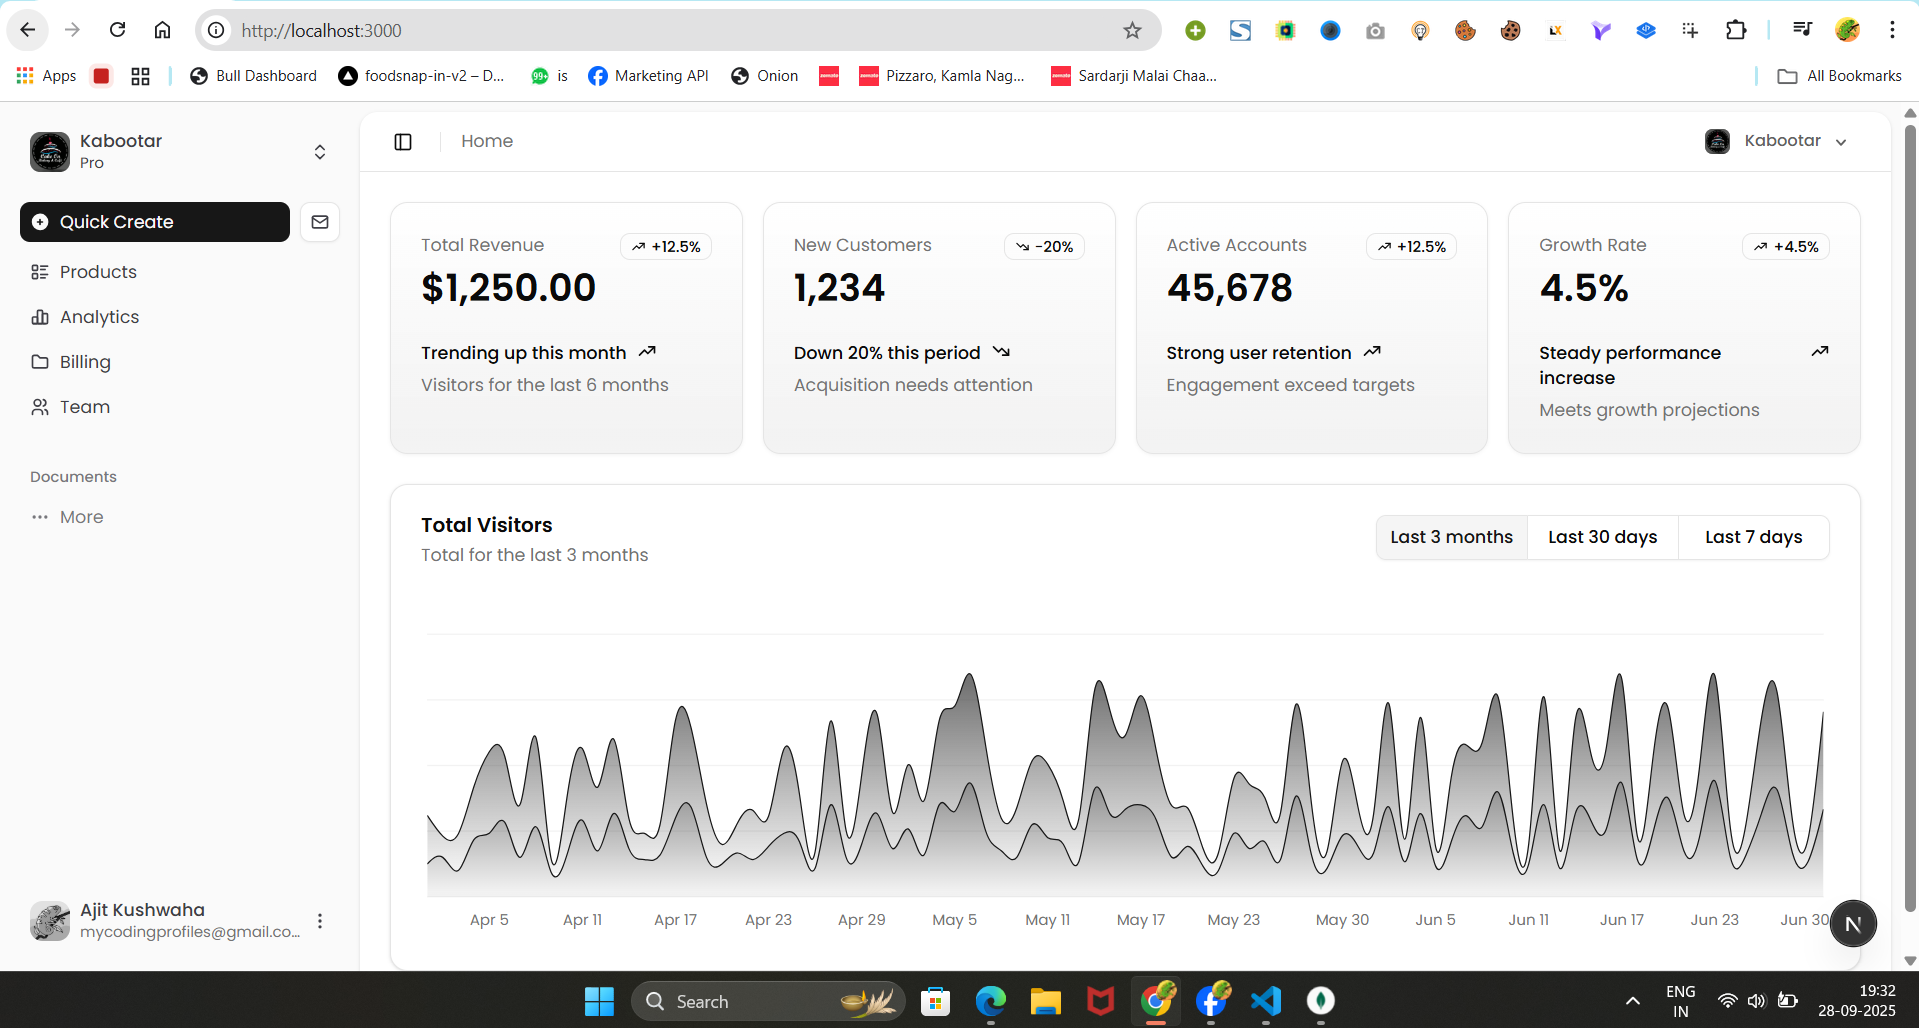 http://localhost:3000
Apps
Bull Dashboard
foodsnap-in-v2 – D...
99+
is
Marketing API
Onion
zomato
zomato
Pizzaro, Kamla Nag...
zomato
Sardarji Malai Chaa...
All Bookmarks
Kabootar
Pro
Quick Create
Products
Analytics
Billing
Team
Documents
More
Ajit Kushwaha
mycodingprofiles@gmail.co...
Home
Kabootar
Total Revenue
+12.5%
$1,250.00
Trending up this month
Visitors for the last 6 months
New Customers
-20%
1,234
Down 20% this period
Acquisition needs attention
Active Accounts
+12.5%
45,678
Strong user retention
Engagement exceed targets
Growth Rate
+4.5%
4.5%
Steady performance
increase
Meets growth projections
Total Visitors
Total for the last 3 months
Last 3 months
Last 30 days
Last 7 days
Apr 5
Apr 11
Apr 17
Apr 23
Apr 29
May 5
May 11
May 17
May 23
May 30
Jun 5
Jun 11
Jun 17
Jun 23
Jun 30
N
Search
ENG
IN
19:32
28-09-2025